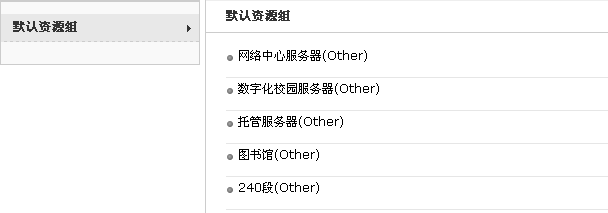 默认资源组
默认资源组
网络中心服务器(Other)
数字化校园服务器(Other)
托管服务器(Other)
图书馆(Other)
240段(Other)